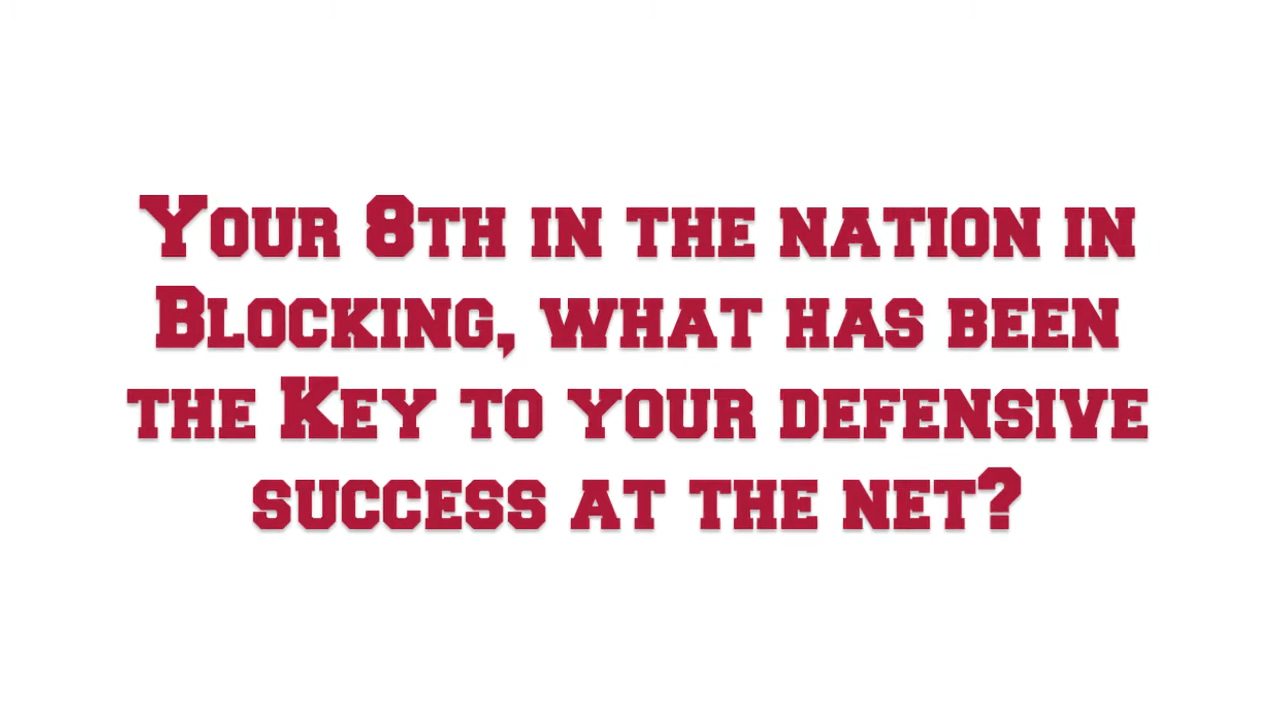 Your 8th in the nation in
Blocking, what has been
the Key to your defensive
success at the net?